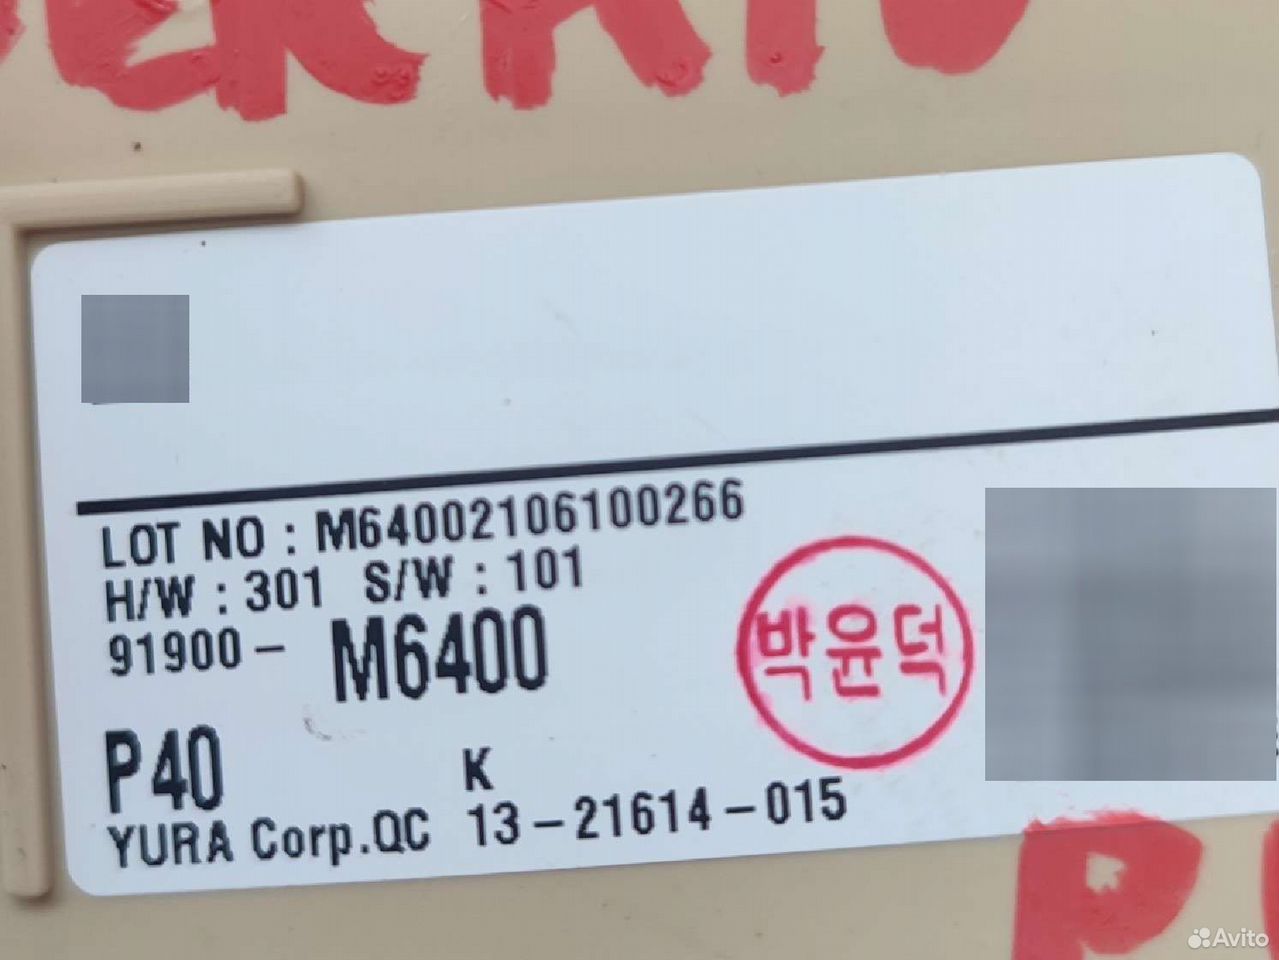 LOT NO : M64002106100266
H/W : 301 S/W : 101
91900- M6400
박윤덕
P40 K
YURA Corp.QC 13-21614-015
Avito